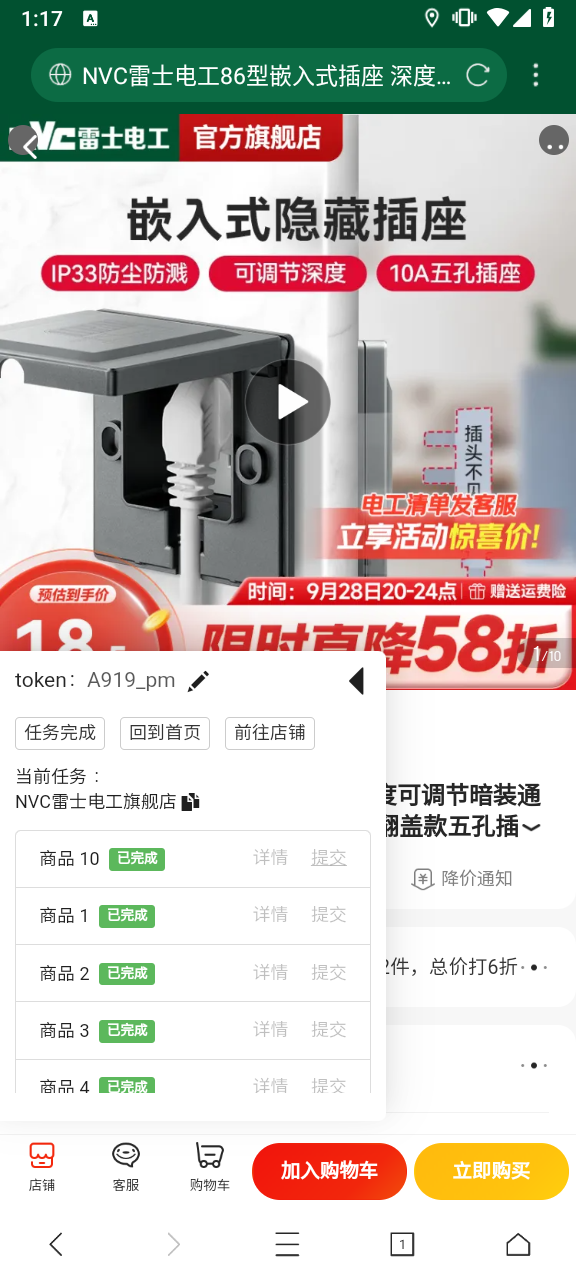 1:17
A
NVC雷士电工86型嵌入式插座 深度…
NVC雷士电工 官方旗舰店
嵌入式隐藏插座
IP33防尘防溅 可调节深度 10A五孔插座
插头不见
电工清单发客服
立享活动惊喜价!
时间：9月28日20-24点 赠送运费险
预估到手价
限时直降58折
1/10
token： A919_pm
任务完成 回到首页 前往店铺
当前任务：
NVC雷士电工旗舰店
度可调节暗装通
翻盖款五孔插
降价通知
商品 10 已完成 详情 提交
商品 1 已完成 详情 提交
2件，总价打6折
商品 2 已完成 详情 提交
商品 3 已完成 详情 提交
商品 4 已完成 详情 提交
店铺 客服 购物车 加入购物车 立即购买
1